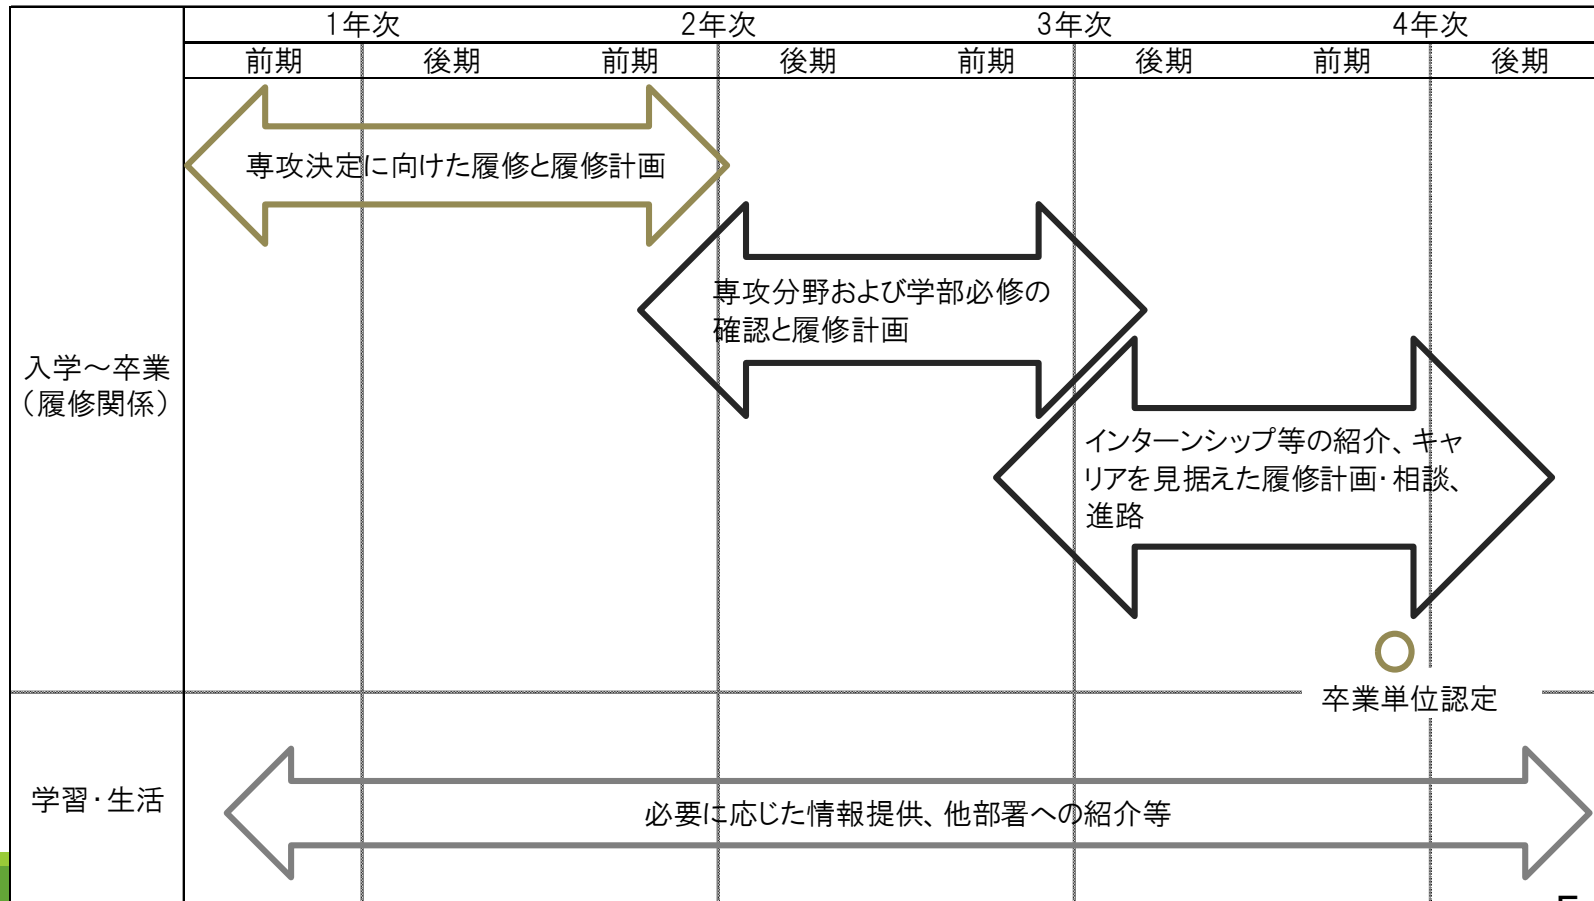 1年次 2年次 3年次 4年次
前期 後期 前期 後期 前期 後期 前期 後期
専攻決定に向けた履修と履修計画
専攻分野および学部必修の
確認と履修計画
入学～卒業
（履修関係）
インターンシップ等の紹介、キャ
リアを見据えた履修計画・相談、
進路
卒業単位認定
学習・生活
必要に応じた情報提供、他部署への紹介等